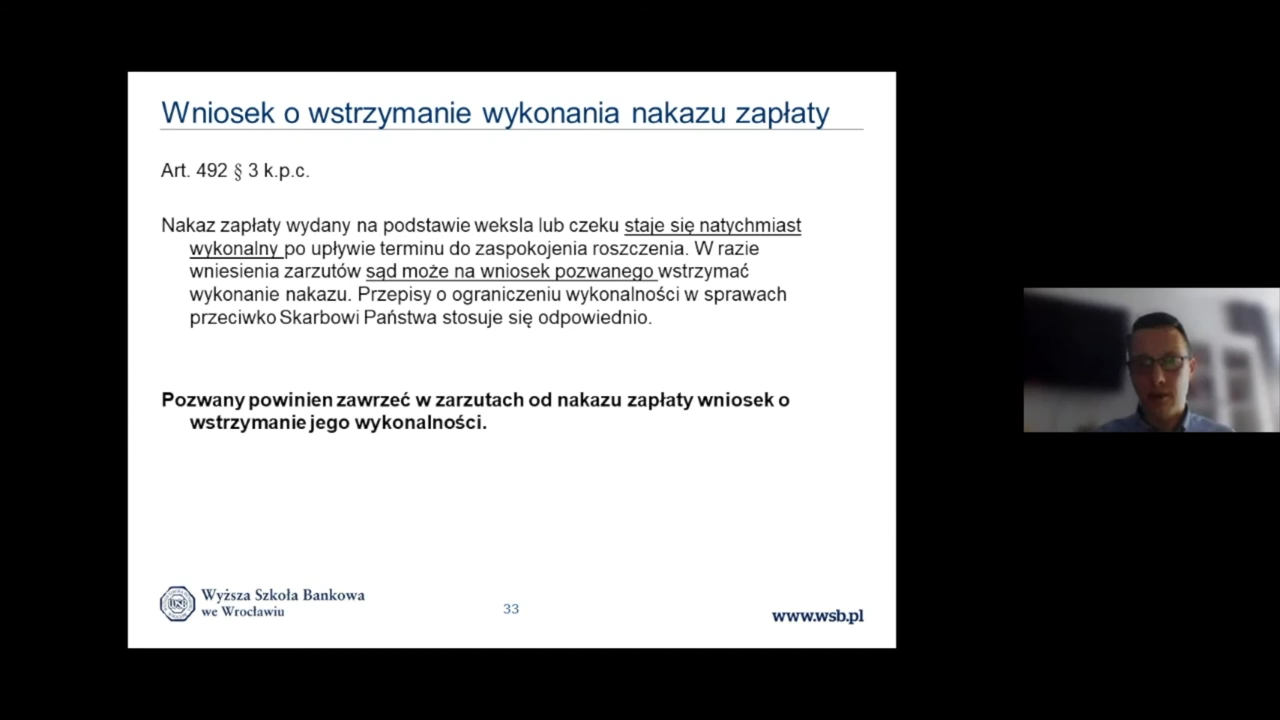 Wniosek o wstrzymanie wykonania nakazu zapłaty
Art. 492 § 3 k.p.c.
Nakaz zapłaty wydany na podstawie weksla lub czeku staje się natychmiast
wykonalny po upływie terminu do zaspokojenia roszczenia. W razie
wniesienia zarzutów sąd może na wniosek pozwanego wstrzymać
wykonanie nakazu. Przepisy o ograniczeniu wykonalności w sprawach
przeciwko Skarbowi Państwa stosuje się odpowiednio.
Pozwany powinien zawrzeć w zarzutach od nakazu zapłaty wniosek o
wstrzymanie jego wykonalności.
WSB
Wyższa Szkoła Bankowa
we Wrocławiu
33
www.wsb.pl